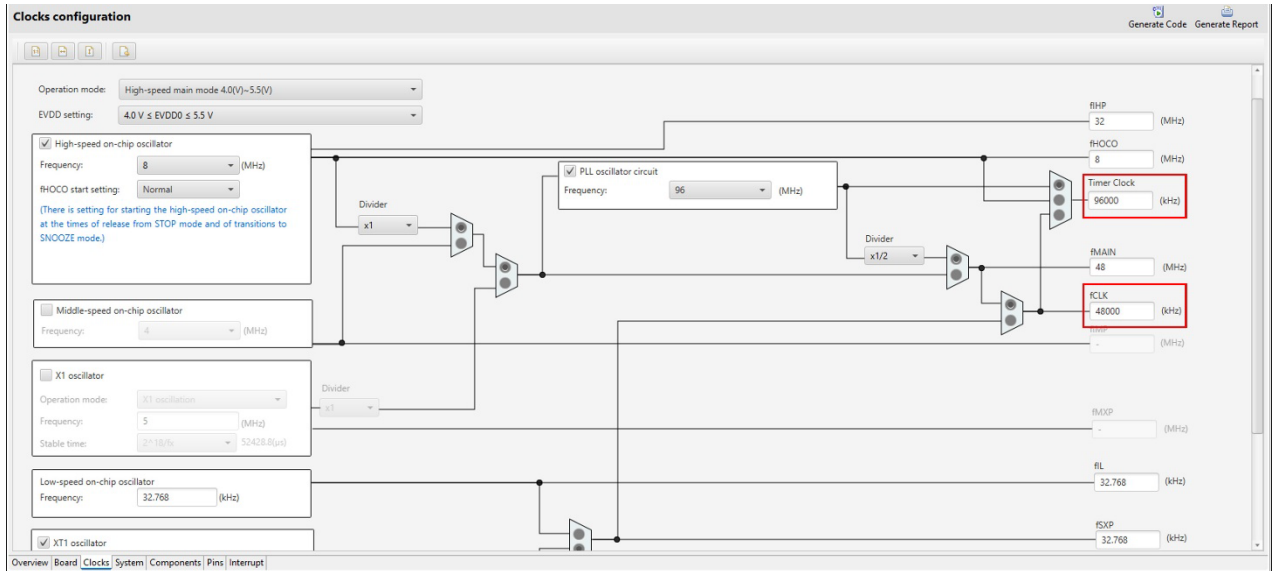 Clocks configuration
Generate Code Generate Report
Operation mode: High-speed main mode 4.0(V)~5.5(V)
EVDD setting: 4.0 V ≤ EVDD0 ≤ 5.5 V
High-speed on-chip oscillator
Frequency: 8 (MHz)
fHOCO start setting: Normal
(There is setting for starting the high-speed on-chip oscillator
at the times of release from STOP mode and of transitions to
SNOOZE mode.)
Divider
x1
PLL oscillator circuit
Frequency: 96 (MHz)
Divider
x1/2
fIHP
32 (MHz)
fHOCO
8 (MHz)
Timer Clock
96000 (kHz)
fMAIN
48 (MHz)
fCLK
48000 (kHz)
- (MHz)
Middle-speed on-chip oscillator
Frequency: 4 (MHz)
X1 oscillator
Operation mode: X1 oscillation
Frequency: 5 (MHz)
Stable time: 2^18/fx 52428.8(μs)
Divider
x1
fMXP
- (MHz)
Low-speed on-chip oscillator
Frequency: 32.768 (kHz)
fIL
32.768 (kHz)
fSXP
32.768 (kHz)
XT1 oscillator
Overview Board Clocks System Components Pins Interrupt